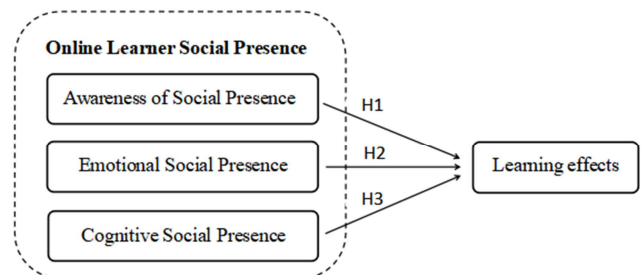 Online Learner Social Presence
Awareness of Social Presence
H1
Emotional Social Presence
H2
Learning effects
H3
Cognitive Social Presence